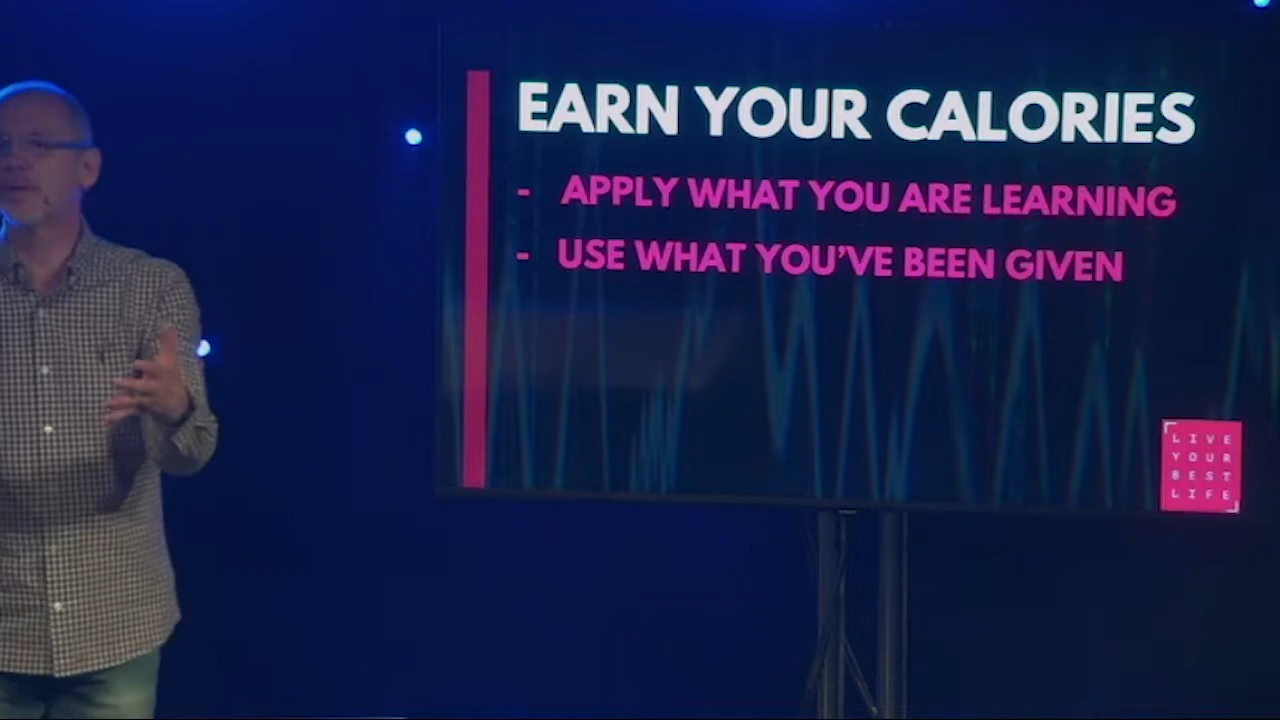 EARN YOUR CALORIES
- APPLY WHAT YOU ARE LEARNING
- USE WHAT YOU'VE BEEN GIVEN
LIVE
YOUR
BEST
LIFE